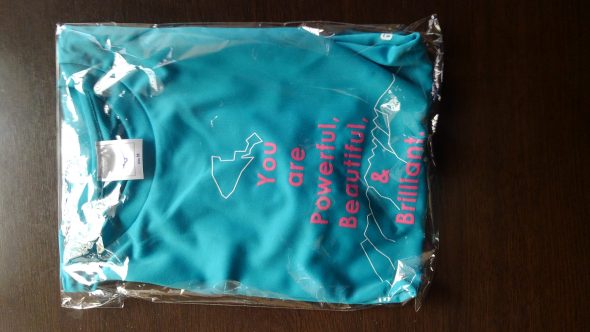 You
are
Powerful,
Beautiful,
&
Brilliant.